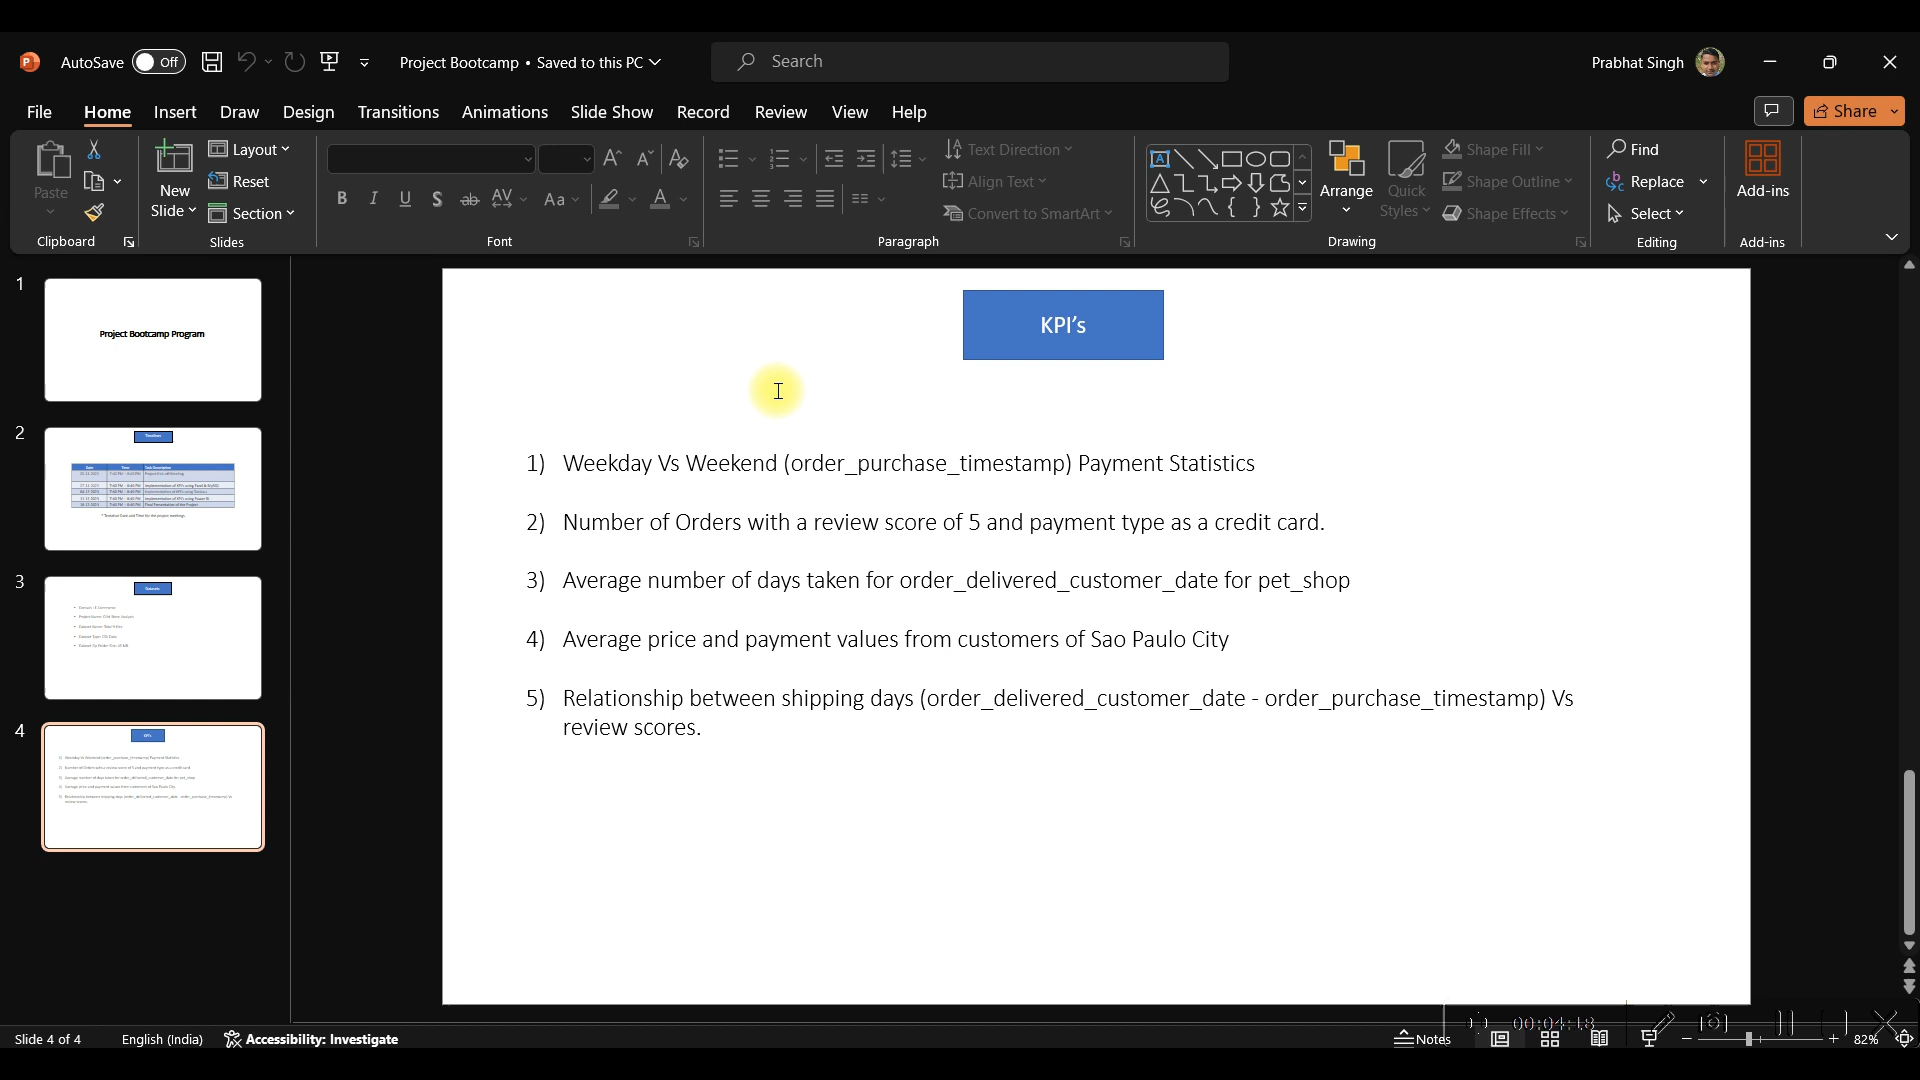 AutoSave Off
Project Bootcamp • Saved to this PC
Search
Prabhat Singh
File Home Insert Draw Design Transitions Animations Slide Show Record Review View Help
Share
Paste
Clipboard
New Slide
Layout
Reset
Section
Slides
Font
Text Direction
Align Text
Convert to SmartArt
Paragraph
Arrange
Quick Styles
Shape Fill
Shape Outline
Shape Effects
Drawing
Find
Replace
Select
Editing
Add-ins
Add-ins
1
Project Bootcamp Program
2
3
4
KPI's
1) Weekday Vs Weekend (order_purchase_timestamp) Payment Statistics
2) Number of Orders with a review score of 5 and payment type as a credit card.
3) Average number of days taken for order_delivered_customer_date for pet_shop
4) Average price and payment values from customers of Sao Paulo City
5) Relationship between shipping days (order_delivered_customer_date - order_purchase_timestamp) Vs
review scores.
Slide 4 of 4
English (India)
Accessibility: Investigate
Notes
82%